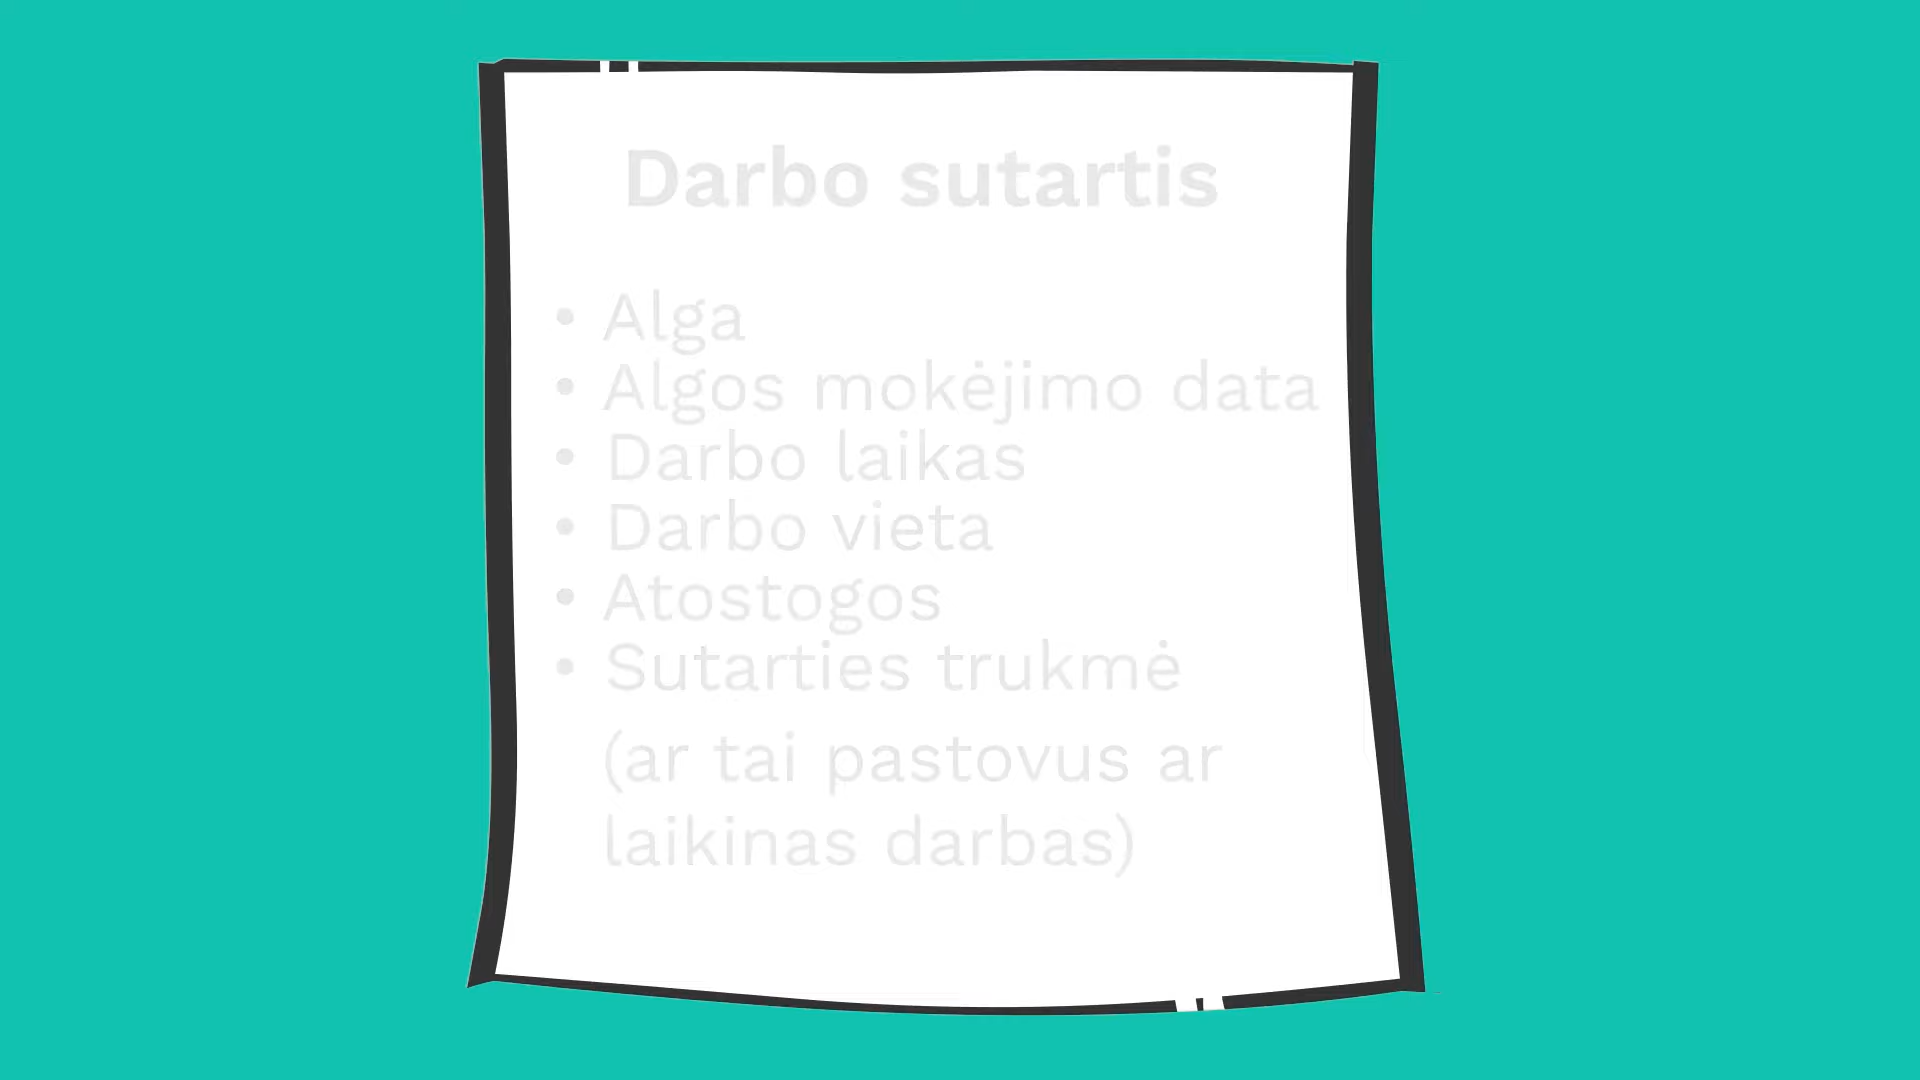 Darbo sutartis
• Alga
• Algos mokėjimo data
• Darbo laikas
• Darbo vieta
• Atostogos
• Sutarties trukmė
(ar tai pastovus ar
laikinas darbas)